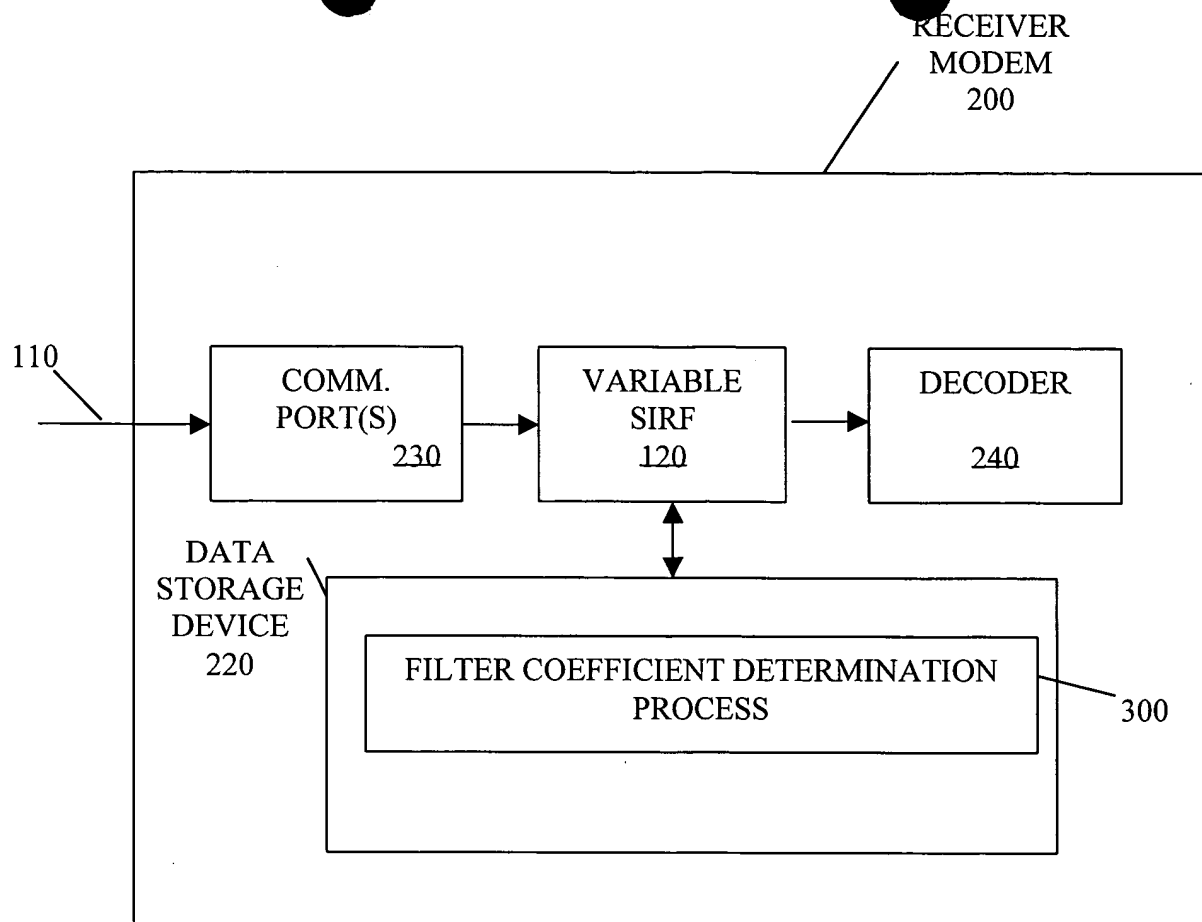 RECEIVER
MODEM
200
110
COMM.
PORT(S)
230
VARIABLE
SIRF
120
DECODER
240
DATA
STORAGE
DEVICE
220
FILTER COEFFICIENT DETERMINATION
PROCESS
300